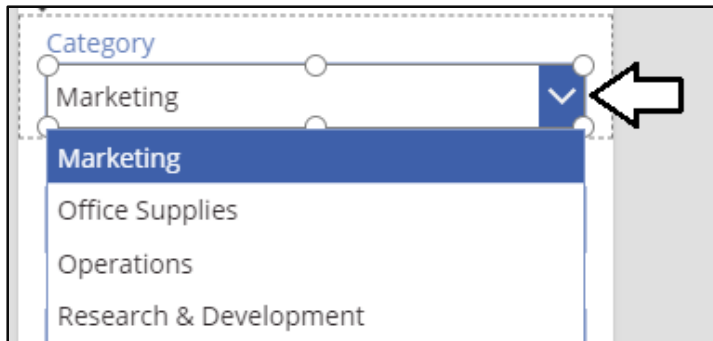 Category
Marketing
Marketing
Office Supplies
Operations
Research & Development